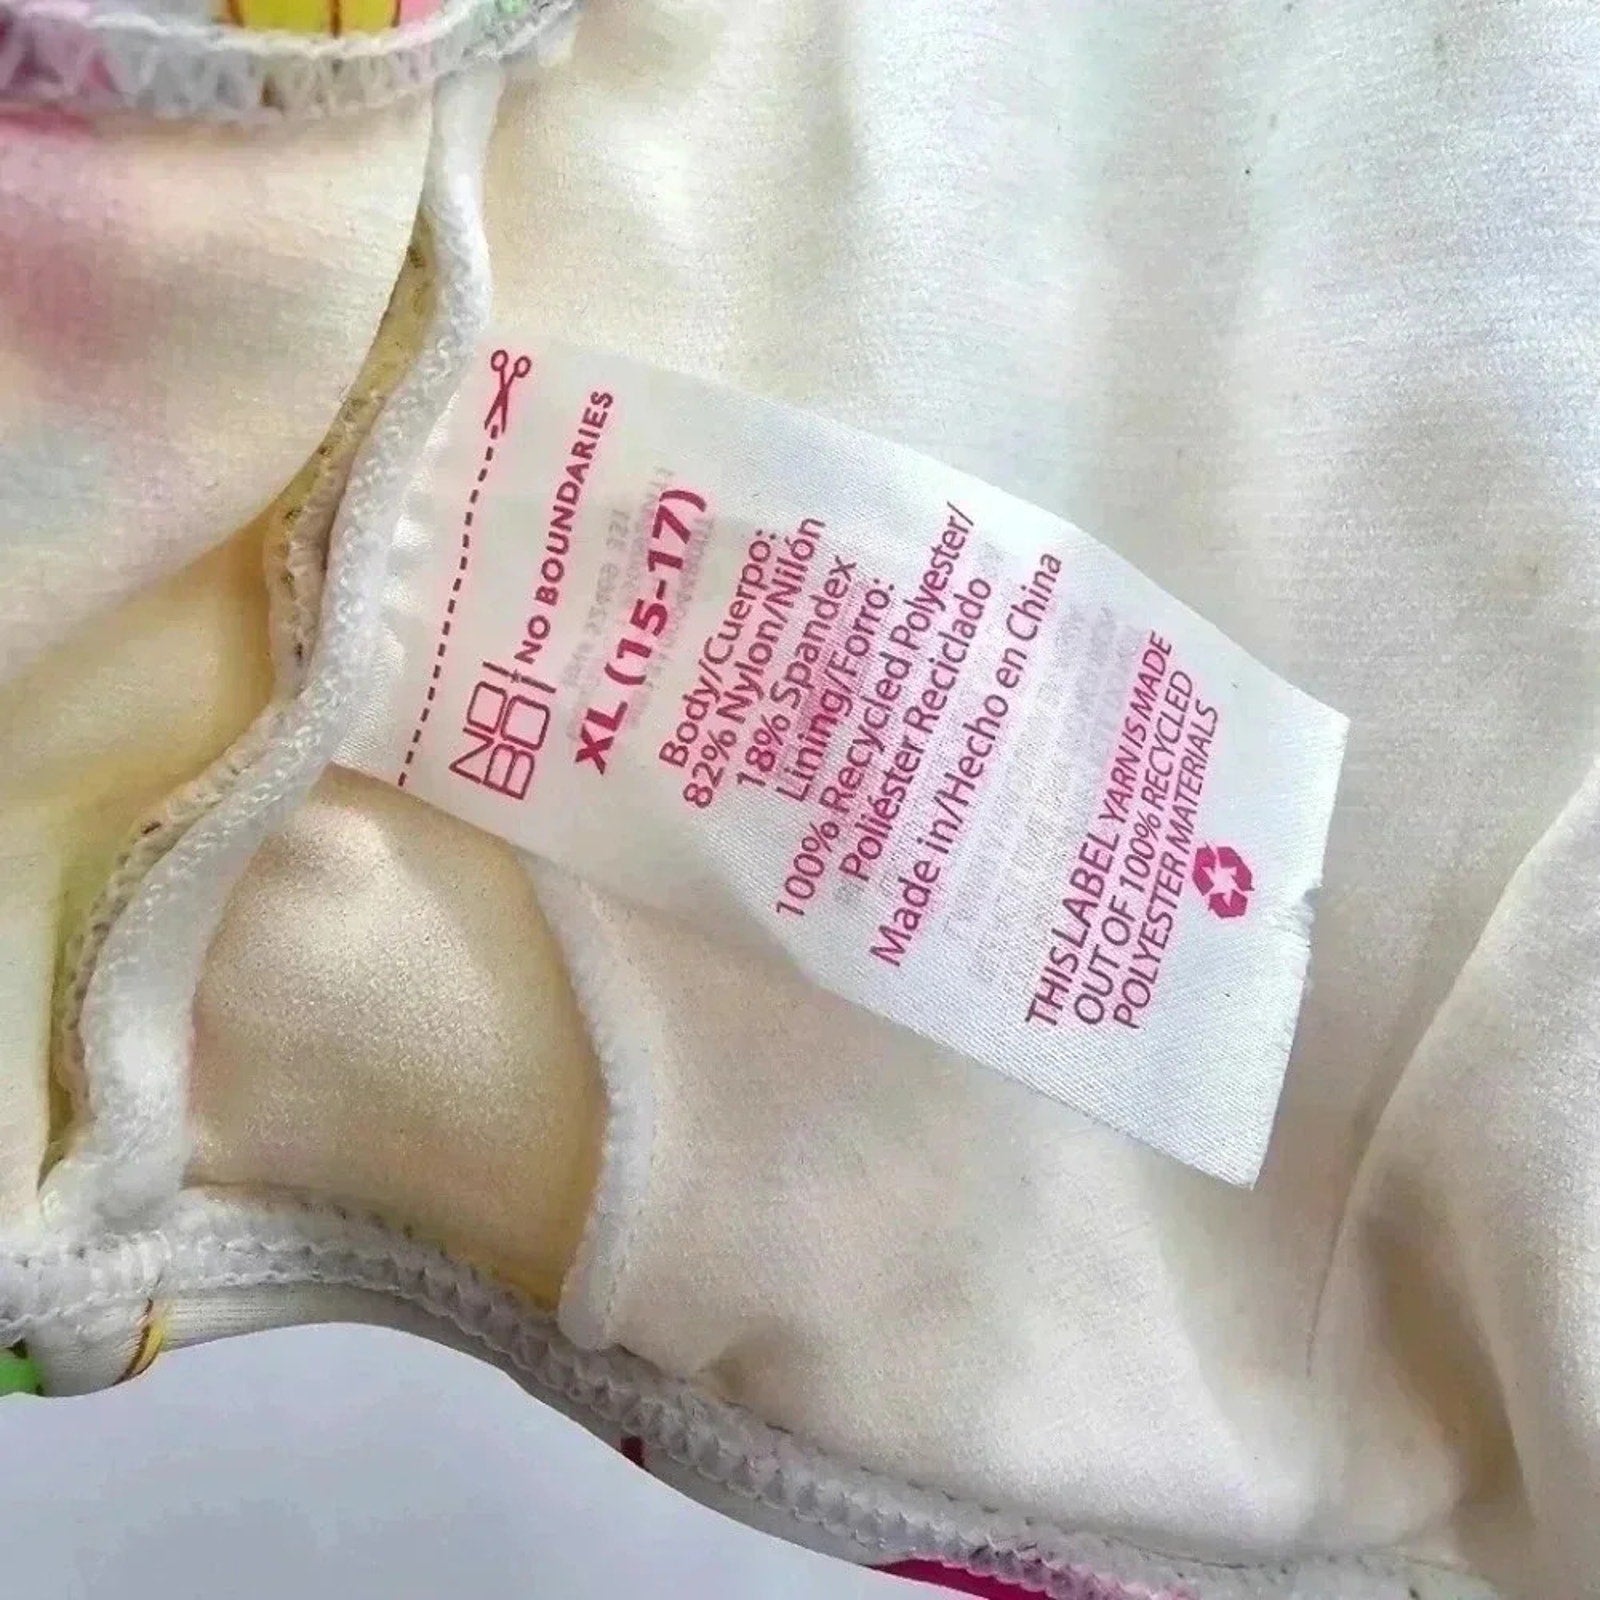 NO
BO
NO BOUNDARIES
XL (15-17)
Body/Cuerpo:
82% Nylon/Nilón
18% Spandex
Lining/Forro:
100% Recycled Polyester/
Poliéster Reciclado
Made in/Hecho en China
THIS LABEL YARN IS MADE
OUT OF 100% RECYCLED
POLYESTER MATERIALS